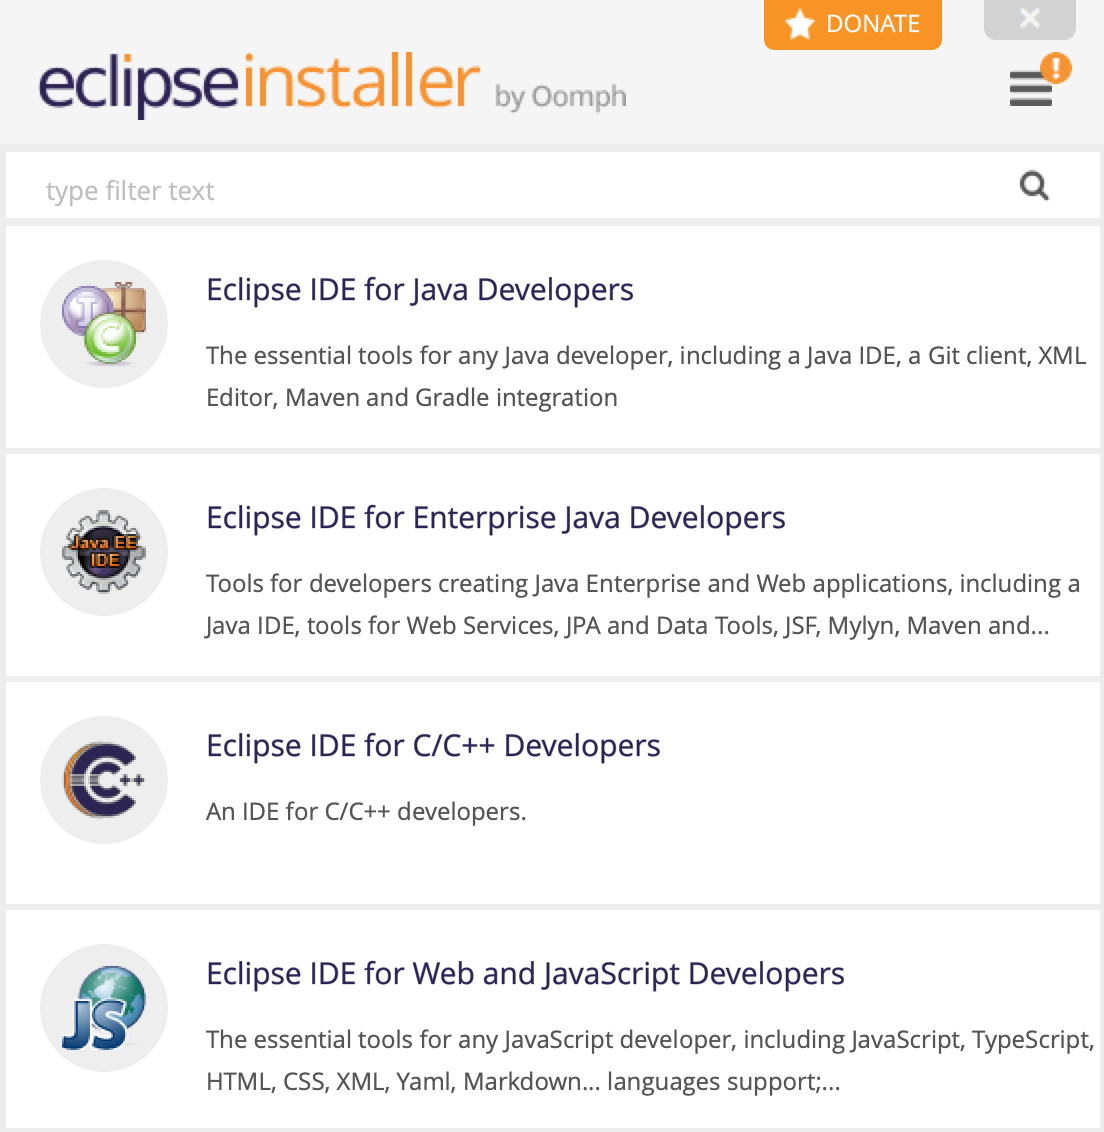 DONATE
eclipseinstaller by Oomph
type filter text
Eclipse IDE for Java Developers
The essential tools for any Java developer, including a Java IDE, a Git client, XML
Editor, Maven and Gradle integration
Java EE
IDE
Eclipse IDE for Enterprise Java Developers
Tools for developers creating Java Enterprise and Web applications, including a
Java IDE, tools for Web Services, JPA and Data Tools, JSF, Mylyn, Maven and...
C++
Eclipse IDE for C/C++ Developers
An IDE for C/C++ developers.
JS
Eclipse IDE for Web and JavaScript Developers
The essential tools for any JavaScript developer, including JavaScript, TypeScript,
HTML, CSS, XML, Yaml, Markdown... languages support;...